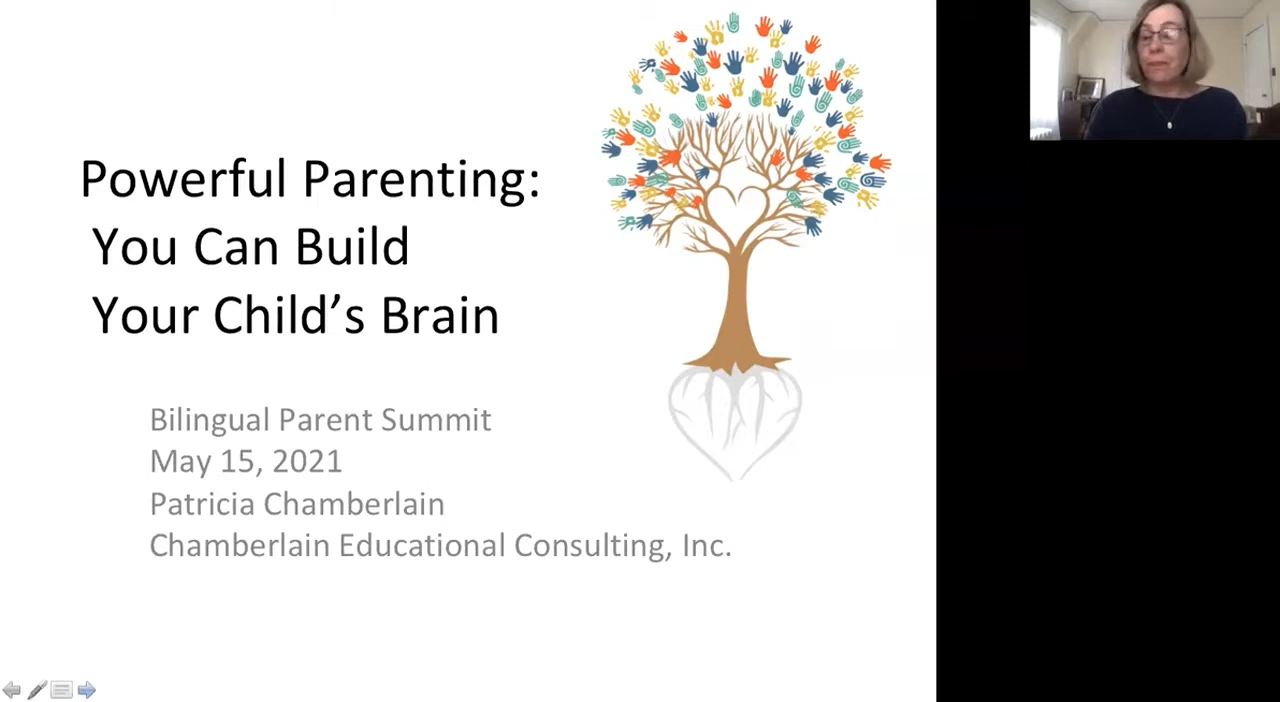 Powerful Parenting:
You Can Build
Your Child’s Brain
Bilingual Parent Summit
May 15, 2021
Patricia Chamberlain
Chamberlain Educational Consulting, Inc.